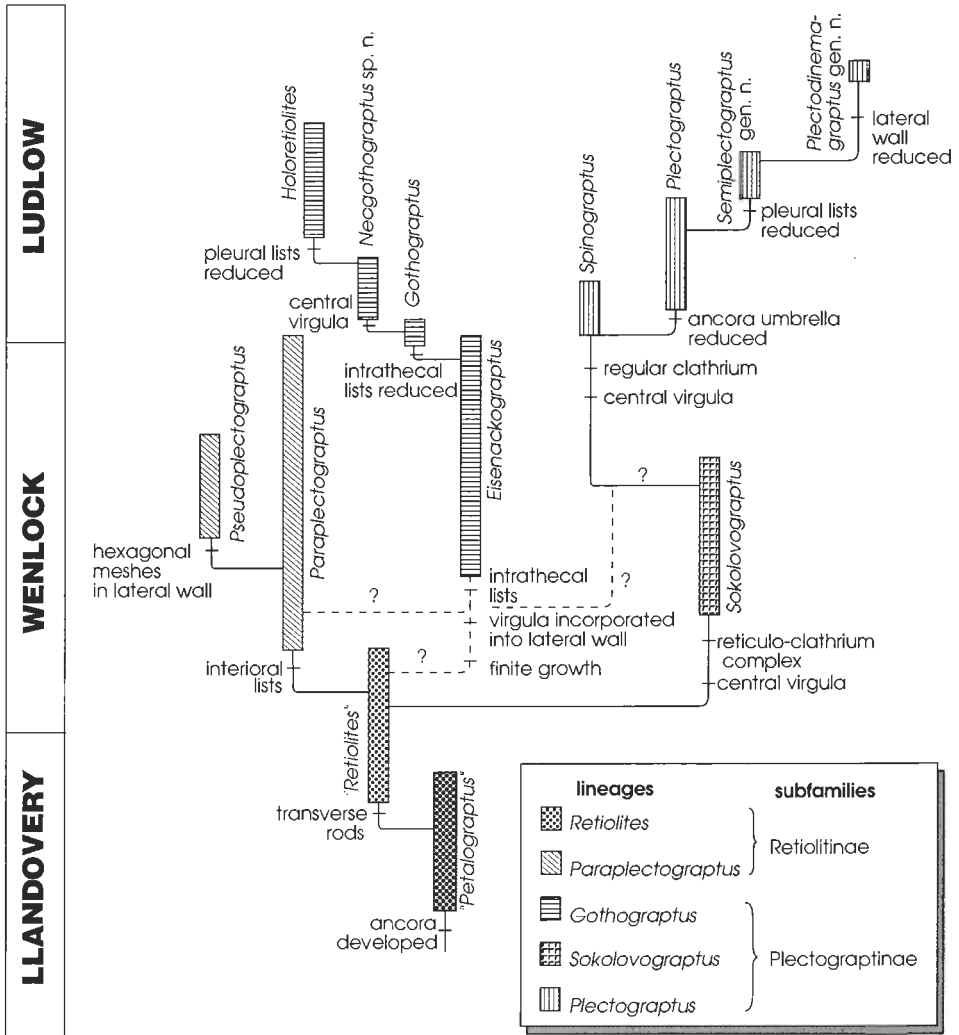 LUDLOW
WENLOCK
LLANDOVERY
Holoretiolites
Neogothograptus sp. n.
Gothograptus
pleural lists
reduced
central
virgula
intrathecal
lists reduced
Eisenackograptus
Spinograptus
Plectograptus
Semiplectograptus
gen. n.
Plectodinema-
graptus gen. n.
lateral
wall
reduced
pleural lists
reduced
ancora umbrella
reduced
regular clathrium
central virgula
?
Sokolovograptus
Pseudoplectograptus
Paraplectograptus
hexagonal
meshes
in lateral wall
?
?
intrathecal
lists
virgula incorporated
into lateral wall
finite growth
?
reticulo-clathrium
complex
central virgula
interioral
lists
"Retiolites"
transverse
rods
"Petalograptus"
ancora
developed
lineages
subfamilies
Retiolites
Paraplectograptus
Retiolitinae
Gothograptus
Sokolovograptus
Plectograptus
Plectograptinae